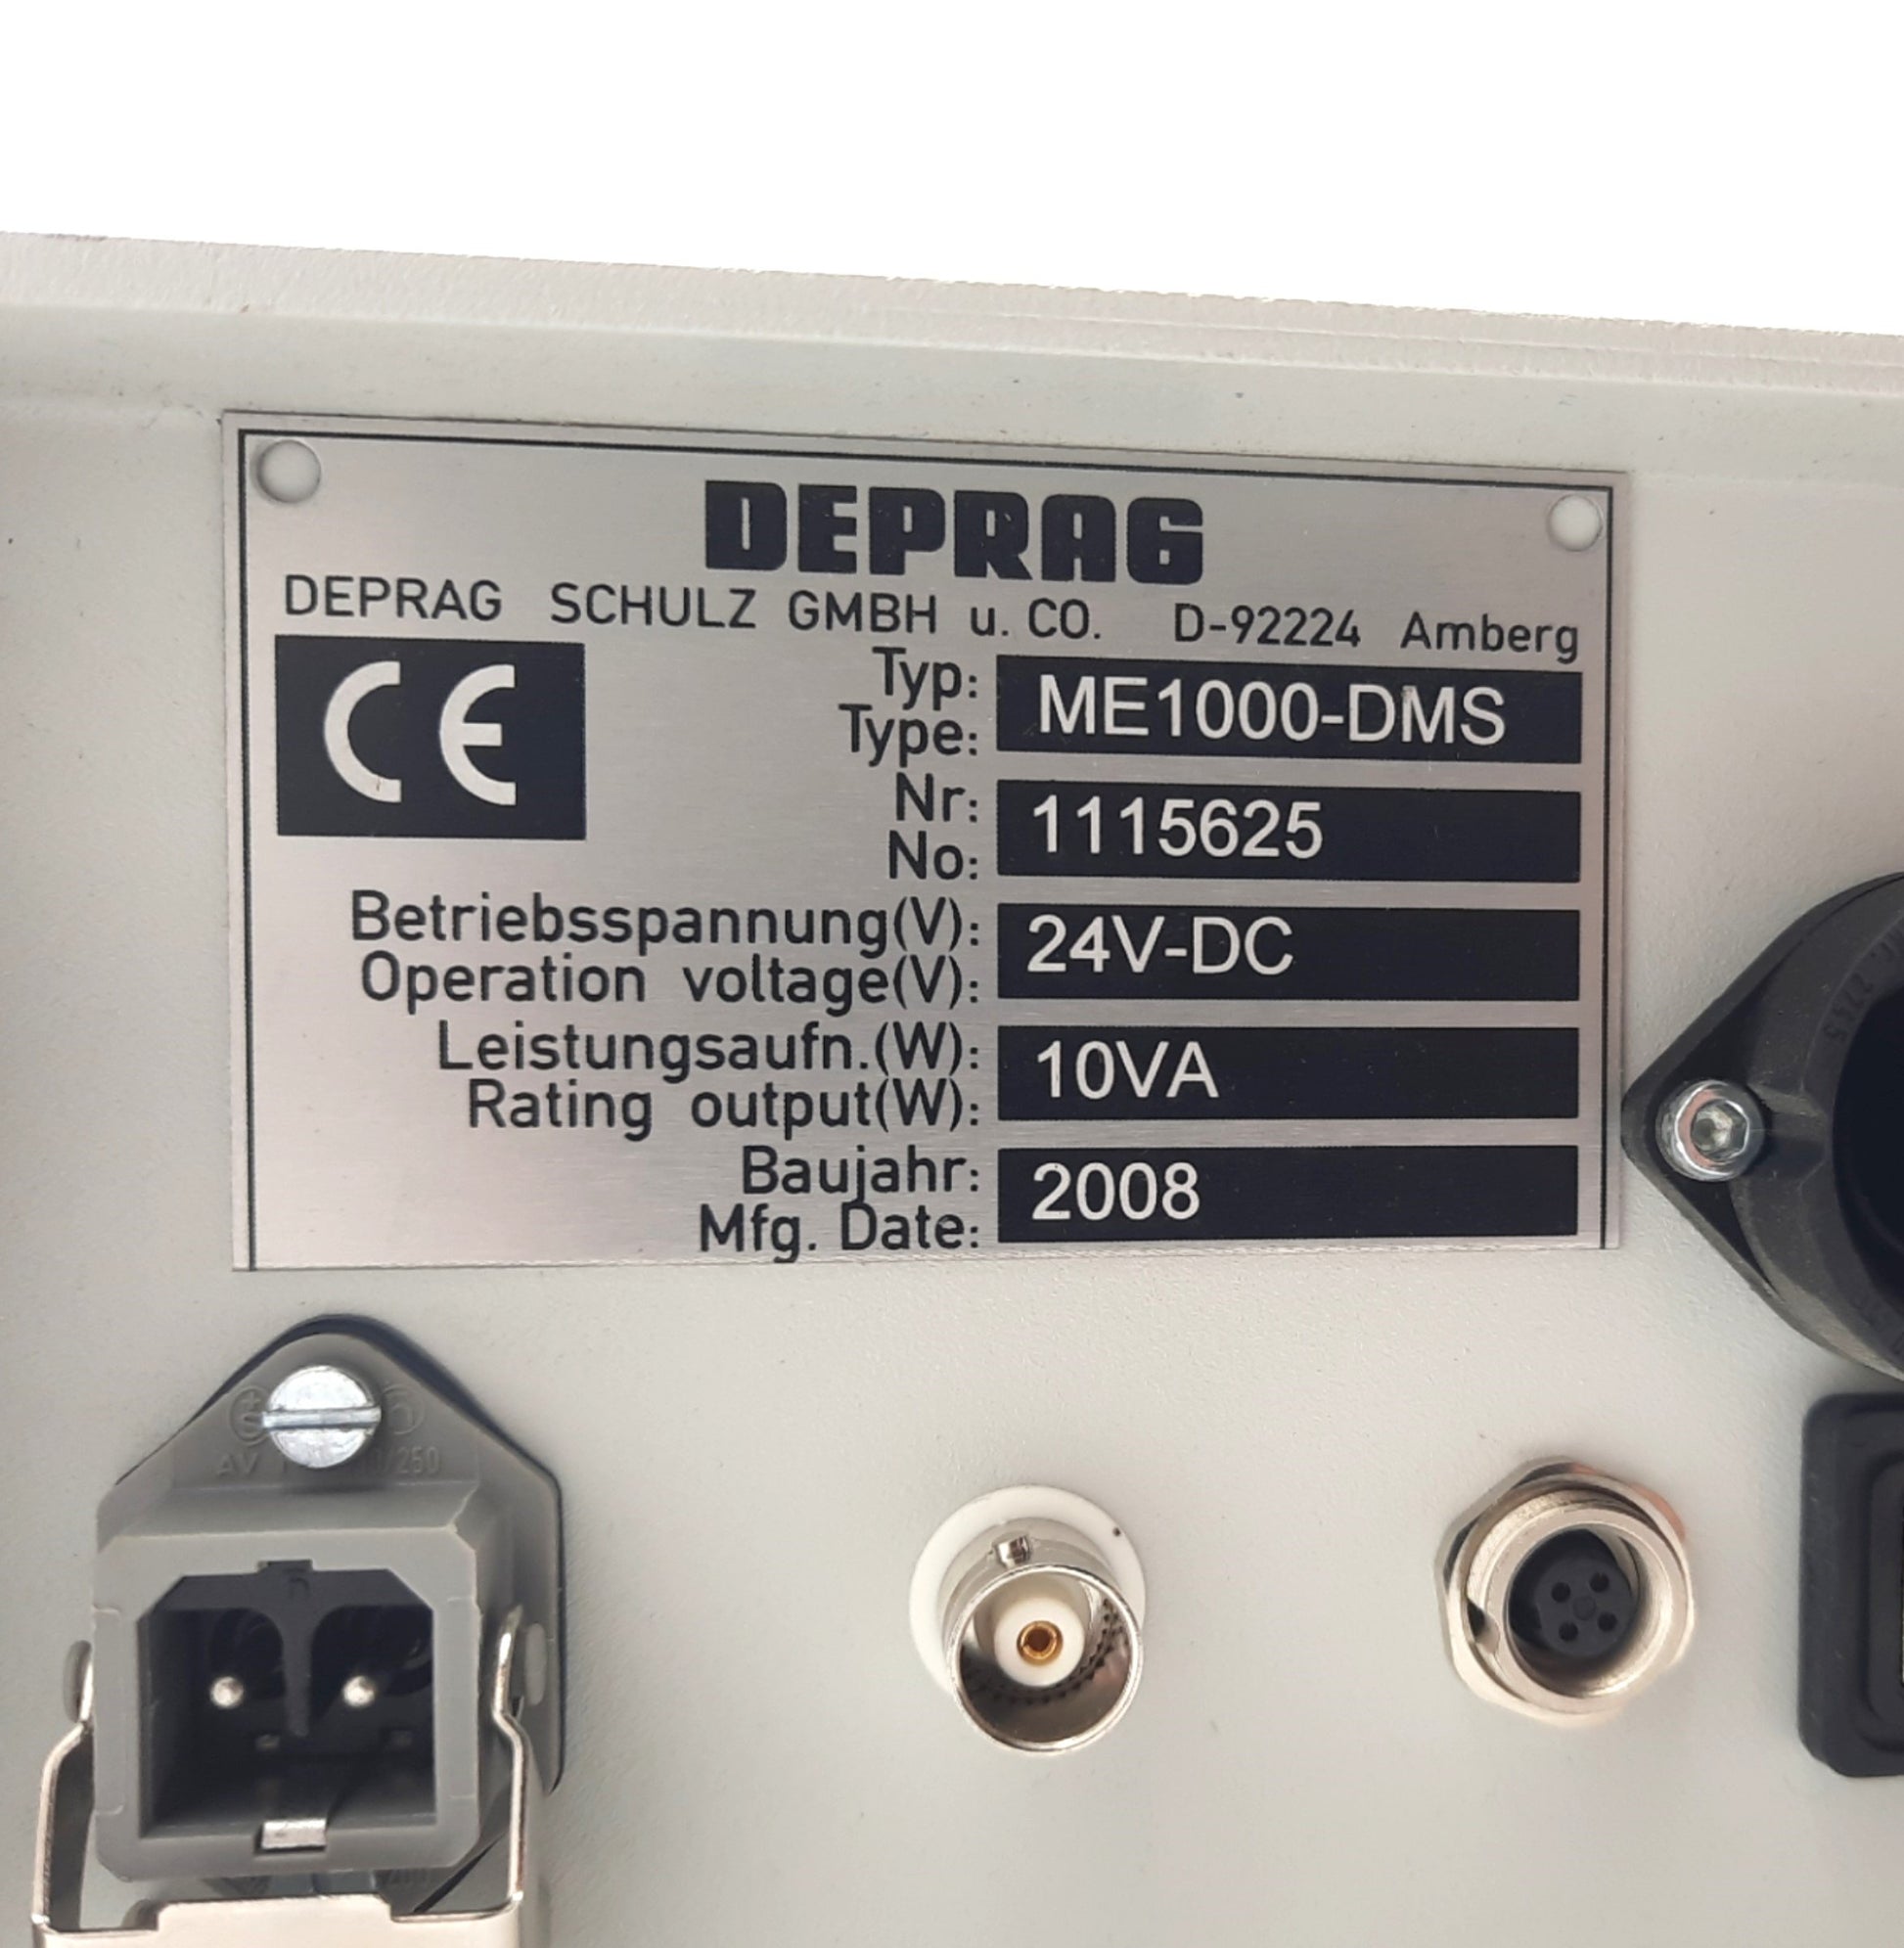 DEPRAG
DEPRAG SCHULZ GMBH u. CO. D-92224 Amberg
CE
Typ:
Type: ME1000-DMS
Nr:
No: 1115625
Betriebsspannung(V):
Operation voltage(V): 24V-DC
Leistungsaufn.(W):
Rating output(W): 10VA
Baujahr:
Mfg. Date: 2008